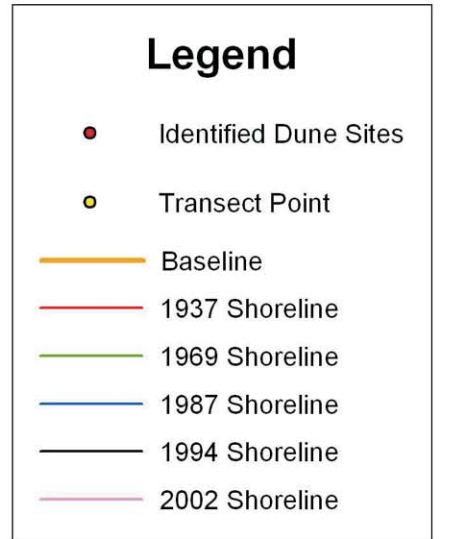 Legend
Identified Dune Sites
Transect Point
Baseline
1937 Shoreline
1969 Shoreline
1987 Shoreline
1994 Shoreline
2002 Shoreline